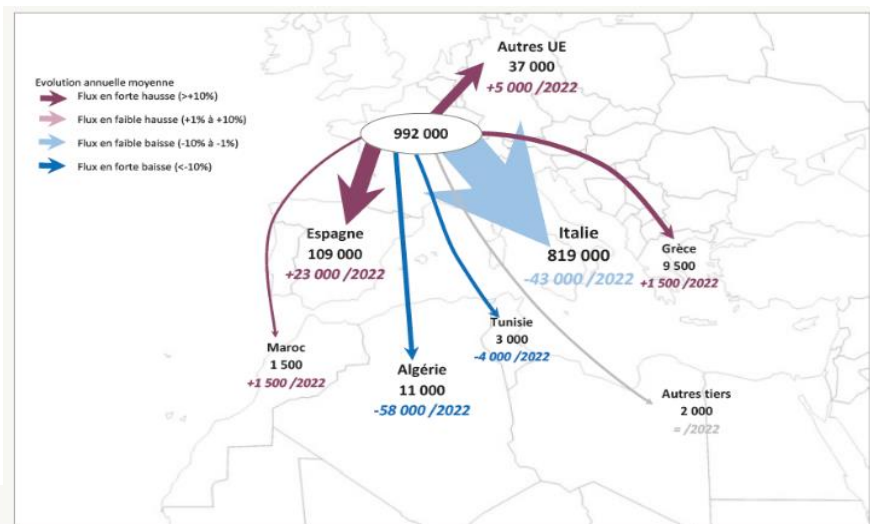 Evolution annuelle moyenne
Flux en forte hausse (>+10%)
Flux en faible hausse (+1% à +10%)
Flux en faible baisse (-10% à -1%)
Flux en forte baisse (<-10%)
Autres UE
37 000
+5 000 /2022
992 000
Espagne
109 000
+23 000 /2022
Italie
819 000
-43 000 /2022
Grèce
9 500
+1 500 /2022
Maroc
1 500
+1 500 /2022
Algérie
11 000
-58 000 /2022
Tunisie
3 000
-4 000 /2022
Autres tiers
2 000
= /2022